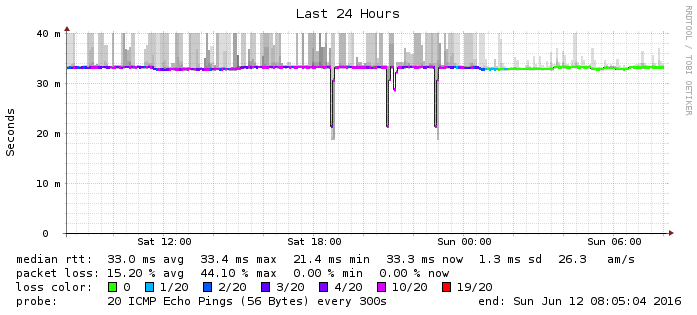 Last 24 Hours
RRDTOOL / TOBI OETIKER
Seconds
40 m
30 m
20 m
10 m
0
Sat 12:00 Sat 18:00 Sun 00:00 Sun 06:00
median rtt: 33.0 ms avg 33.4 ms max 21.4 ms min 33.3 ms now 1.3 ms sd 26.3 am/s
packet loss: 15.20 % avg 44.10 % max 0.00 % min 0.00 % now
loss color: 0 1/20 2/20 3/20 4/20 10/20 19/20
probe: 20 ICMP Echo Pings (56 Bytes) every 300s end: Sun Jun 12 08:05:04 2016